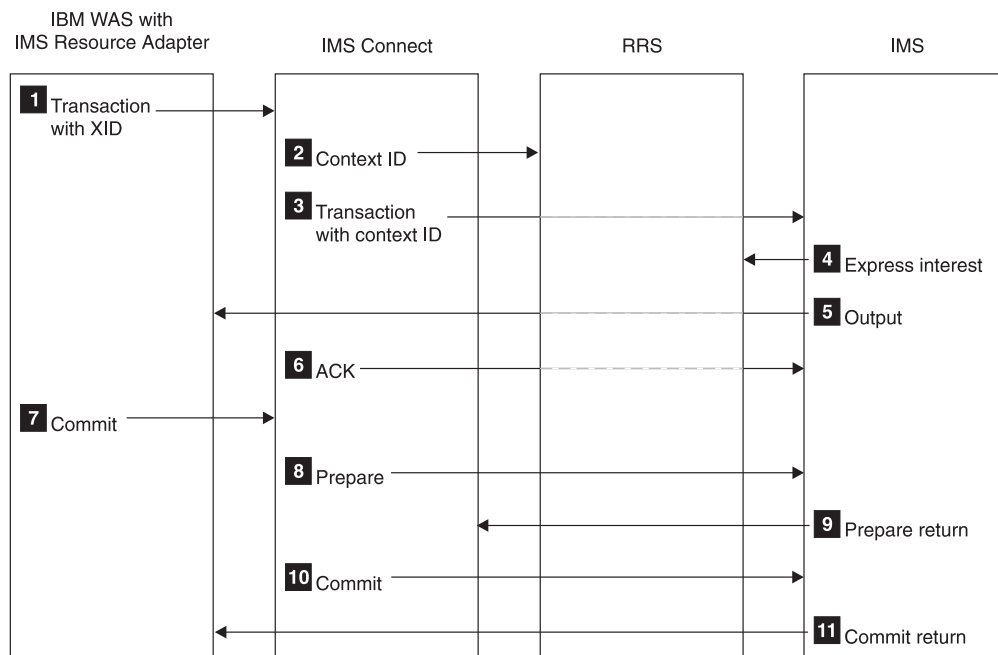 IBM WAS with
IMS Resource Adapter
IMS Connect
RRS
IMS
1 Transaction
with XID
2 Context ID
3 Transaction
with context ID
4 Express interest
5 Output
6 ACK
7 Commit
8 Prepare
9 Prepare return
10 Commit
11 Commit return